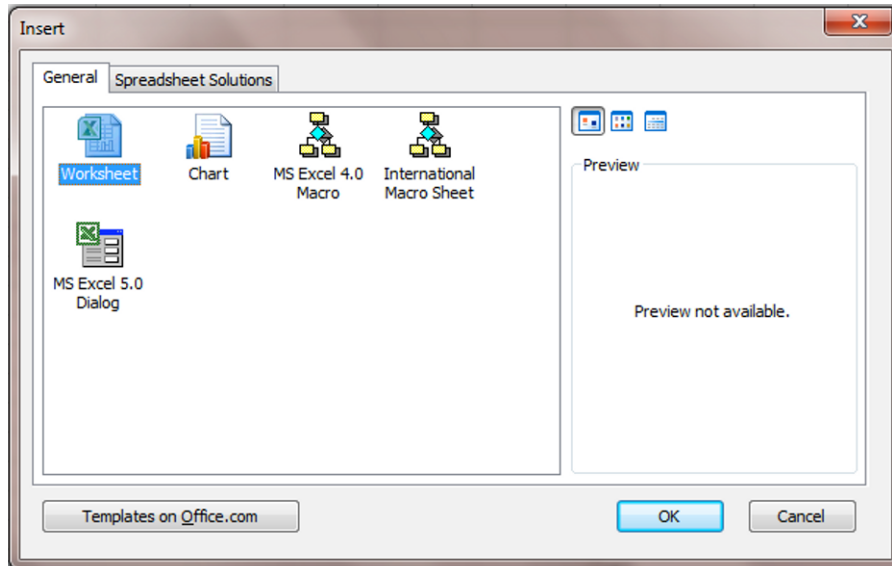 Insert
General
Spreadsheet Solutions
Worksheet
Chart
MS Excel 4.0
Macro
International
Macro Sheet
MS Excel 5.0
Dialog
Preview
Preview not available.
Templates on Office.com
OK
Cancel